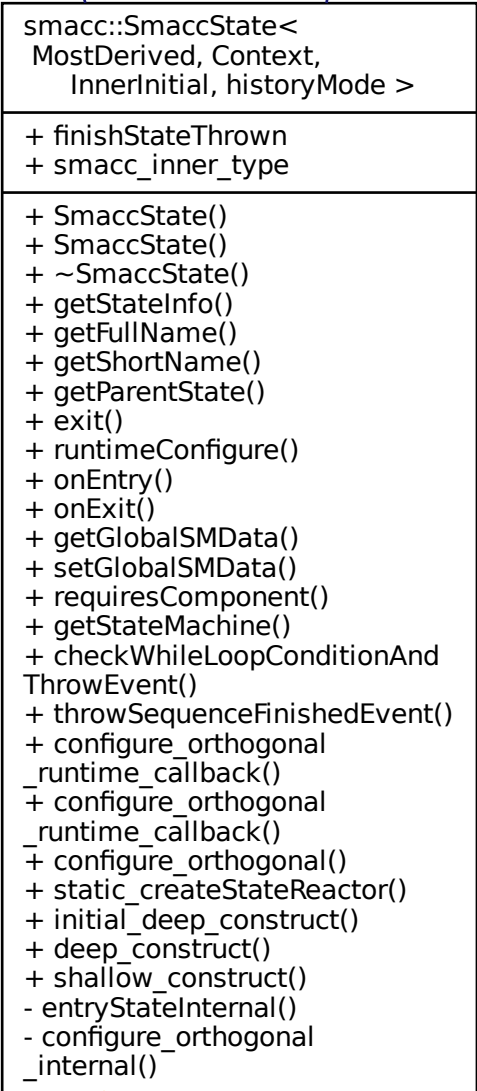 smacc::SmaccState<
MostDerived, Context,
InnerInitial, historyMode >
+ finishStateThrown
+ smacc_inner_type
+ SmaccState()
+ SmaccState()
+ ~SmaccState()
+ getStateInfo()
+ getFullName()
+ getShortName()
+ getParentState()
+ exit()
+ runtimeConfigure()
+ onEntry()
+ onExit()
+ getGlobalSMData()
+ setGlobalSMData()
+ requiresComponent()
+ getStateMachine()
+ checkWhileLoopConditionAnd
ThrowEvent()
+ throwSequenceFinishedEvent()
+ configure_orthogonal
_runtime_callback()
+ configure_orthogonal
_runtime_callback()
+ configure_orthogonal()
+ static_createStateReactor()
+ initial_deep_construct()
+ deep_construct()
+ shallow_construct()
- entryStateInternal()
- configure_orthogonal
_internal()